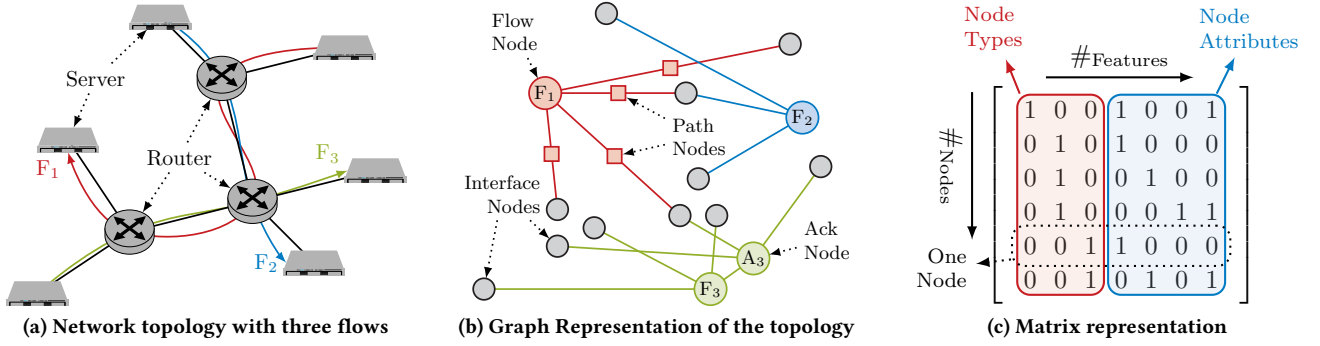 Server
Router
F1
F2
F3
(a) Network topology with three flows
Flow
Node
F1
F2
Path
Nodes
Interface
Nodes
Ack
Node
A3
F3
(b) Graph Representation of the topology
Node
Types
Node
Attributes
#Features
#Nodes
1 0 0 1 0 0 1
0 1 0 1 0 0 0
0 1 0 0 1 0 0
0 1 0 0 0 1 1
0 0 1 1 0 0 0
0 0 1 0 1 0 1
One
Node
(c) Matrix representation